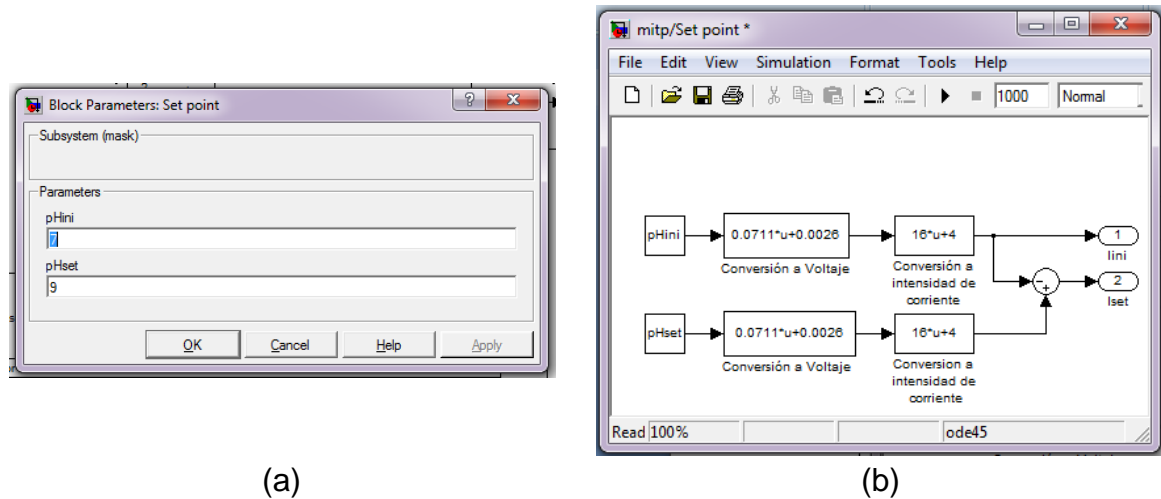 Block Parameters: Set point
Subsystem (mask)
Parameters
pHini
7
pHset
9
OK
Cancel
Help
Apply
(a)
mitp/Set point *
File Edit View Simulation Format Tools Help
1000 Normal
pHini
0.0711*u+0.0026
Conversión a Voltaje
16*u+4
Conversión a
intensidad de
corriente
1
Iini
2
Iset
pHset
0.0711*u+0.0026
Conversión a Voltaje
16*u+4
Conversion a
intensidad de
corriente
Read 100% ode45
(b)